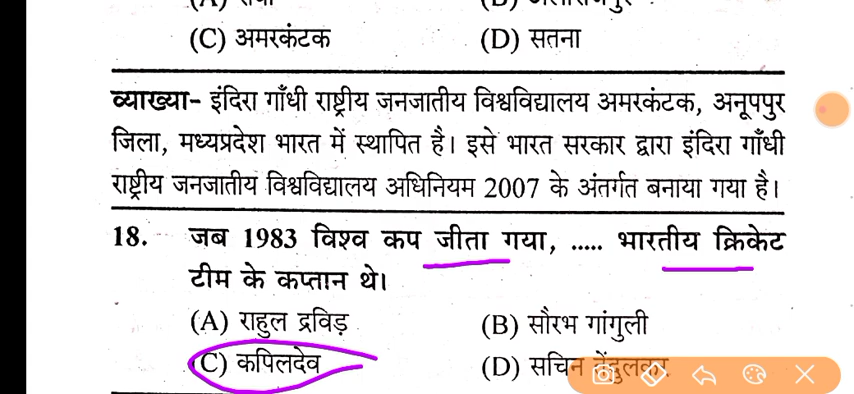 (C) अमरकंटक (D) सतना
व्याख्या- इंदिरा गाँधी राष्ट्रीय जनजातीय विश्वविद्यालय अमरकंटक, अनूपपुर
जिला, मध्यप्रदेश भारत में स्थापित है। इसे भारत सरकार द्वारा इंदिरा गाँधी
राष्ट्रीय जनजातीय विश्वविद्यालय अधिनियम 2007 के अंतर्गत बनाया गया है।
18. जब 1983 विश्व कप जीता गया, ..... भारतीय क्रिकेट
टीम के कप्तान थे।
(A) राहुल द्रविड़ (B) सौरभ गांगुली
(C) कपिलदेव (D) सचिन तेंदुलकर